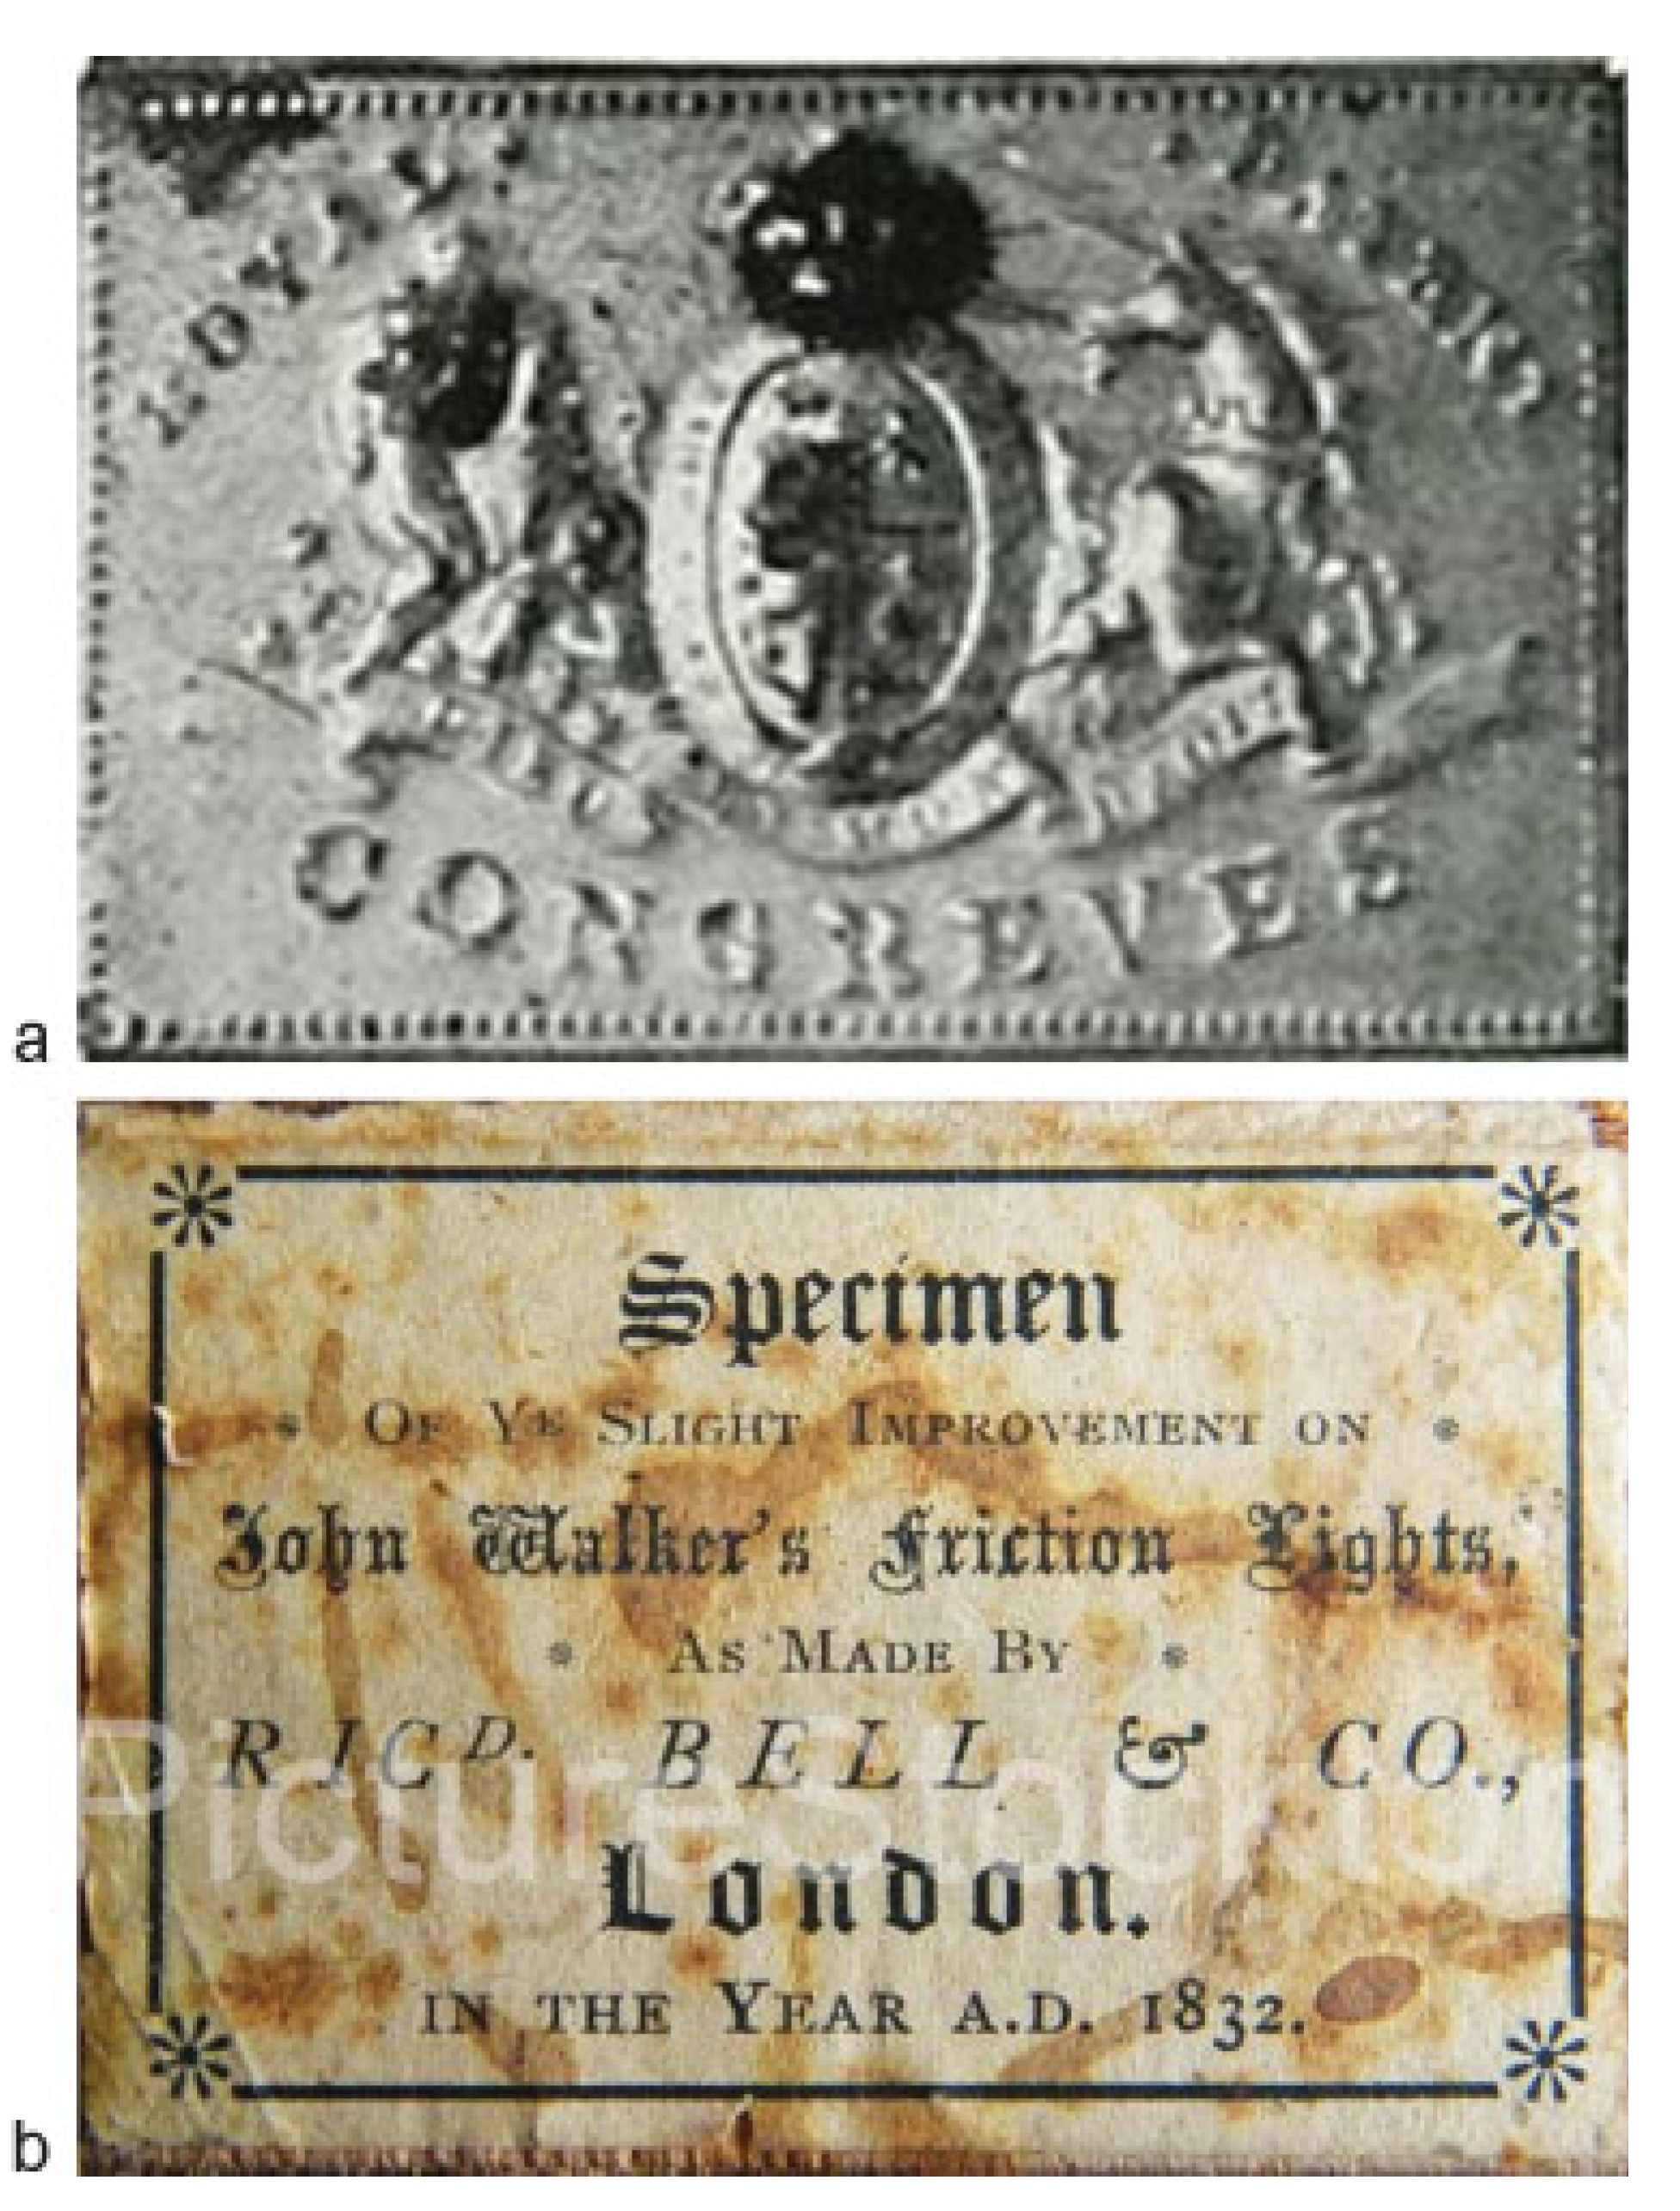 CONGREVES
a
Specimen
* OF YE SLIGHT IMPROVEMENT ON *
John Walker's Friction Lights,
* AS MADE BY *
RICD. BELL & CO.,
London.
IN THE YEAR A.D. 1832.
b